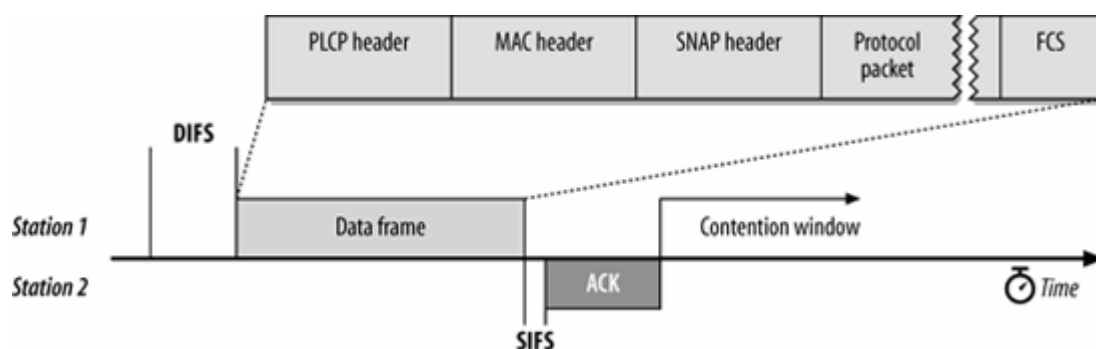 PLCP header
MAC header
SNAP header
Protocol
packet
FCS
DIFS
Station 1
Data frame
Contention window
Station 2
ACK
Time
SIFS